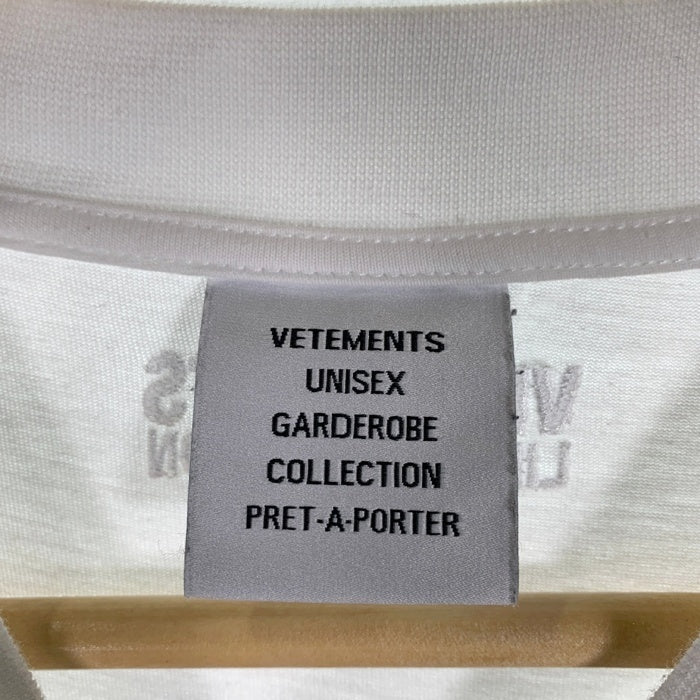 VETEMENTS
UNISEX
GARDEROBE
COLLECTION
PRET-A-PORTER